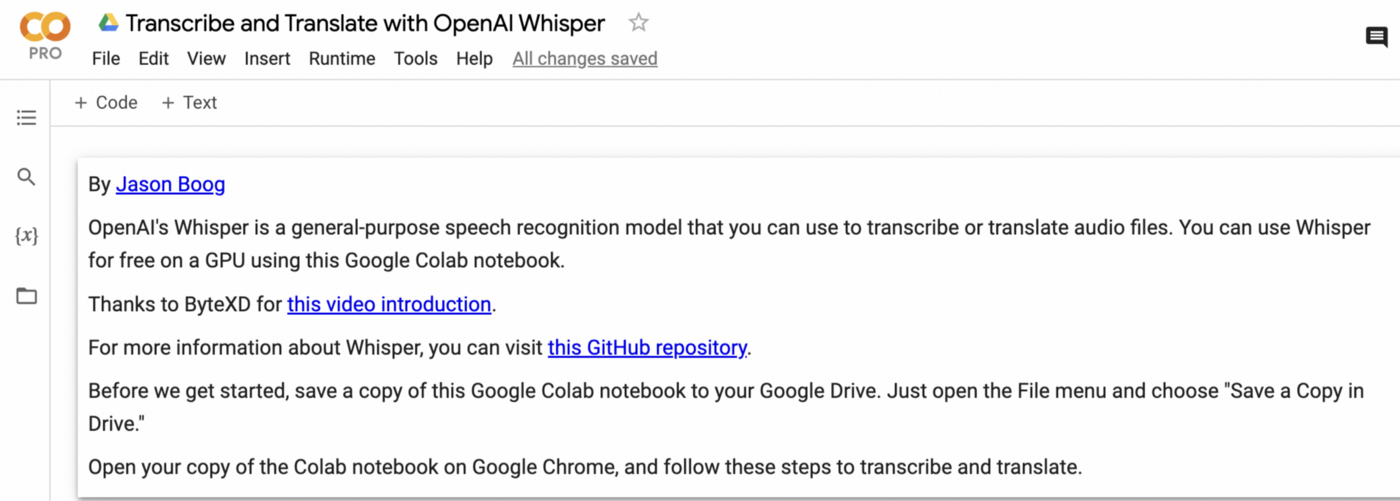 Transcribe and Translate with OpenAI Whisper
PRO
File Edit View Insert Runtime Tools Help All changes saved
+ Code + Text
By Jason Boog
OpenAI's Whisper is a general-purpose speech recognition model that you can use to transcribe or translate audio files. You can use Whisper
for free on a GPU using this Google Colab notebook.
{x}
Thanks to ByteXD for this video introduction.
For more information about Whisper, you can visit this GitHub repository.
Before we get started, save a copy of this Google Colab notebook to your Google Drive. Just open the File menu and choose "Save a Copy in
Drive."
Open your copy of the Colab notebook on Google Chrome, and follow these steps to transcribe and translate.